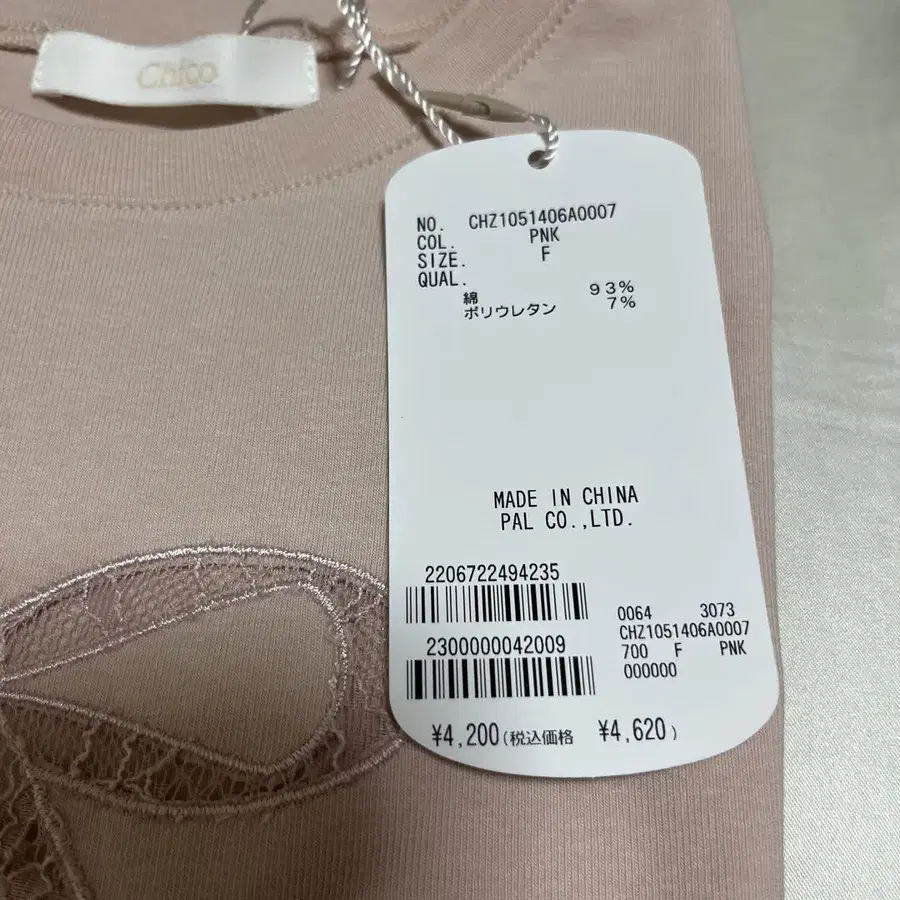 Chico
NO. CHZ1051406A0007
COL. PNK
SIZE. F
QUAL.
綿 93%
ポリウレタン 7%
MADE IN CHINA
PAL CO.,LTD.
2206722494235
2300000042009
0064 3073
CHZ1051406A0007
700 F PNK
000000
¥4,200(税込価格 ¥4,620)